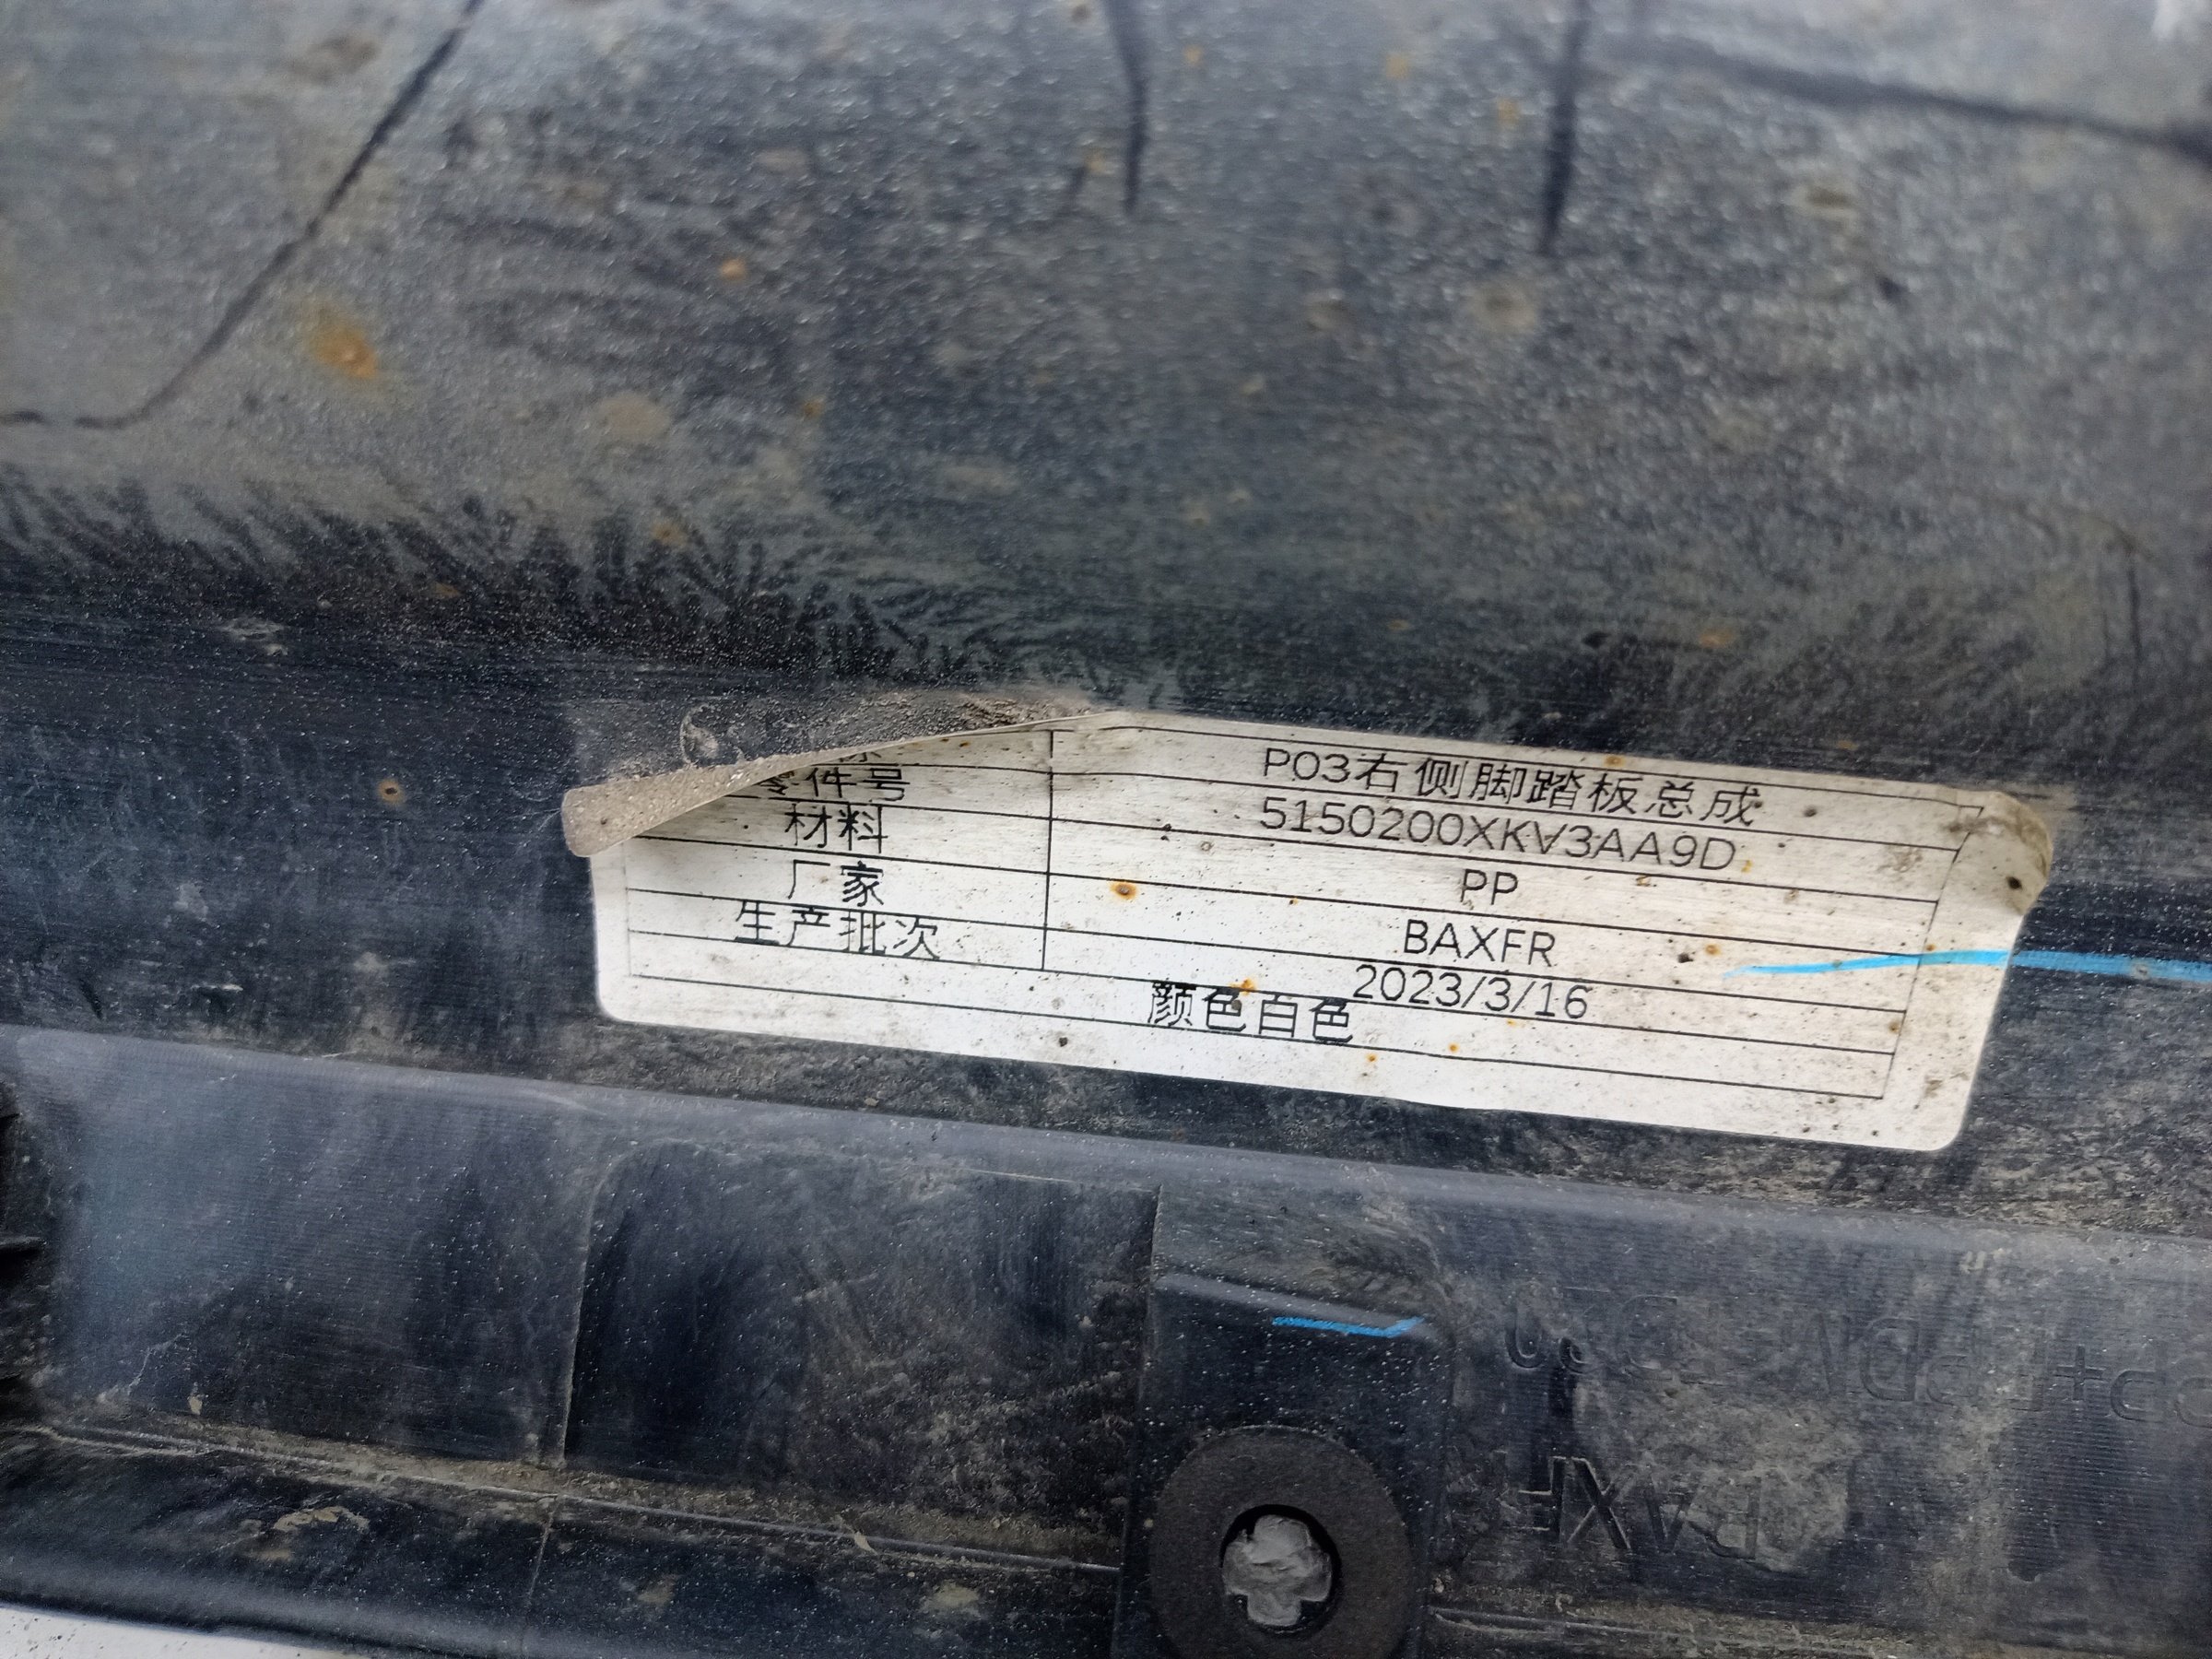 P03右侧脚踏板总成
零件号 5150200XKV3AA9D
材料 PP
厂家 BAXFR
生产批次 2023/3/16
颜色白色